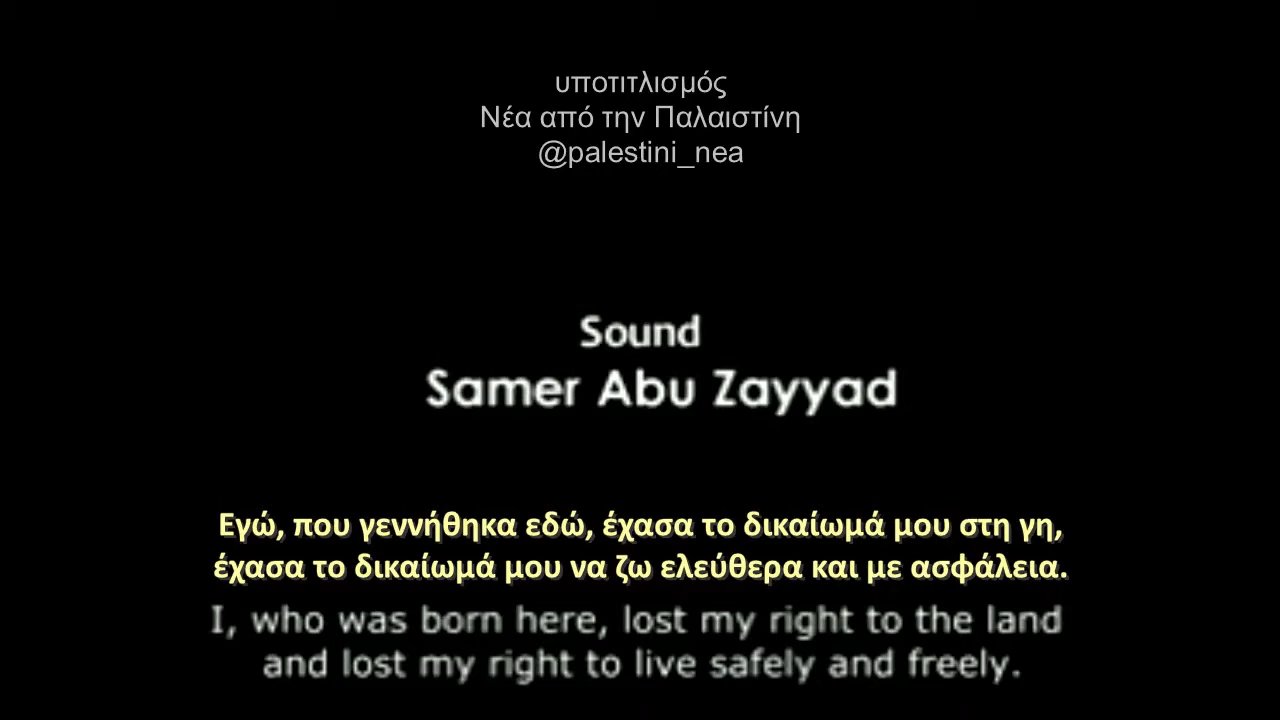 υποτιτλισμός
Νέα από την Παλαιστίνη
@palestini_nea
Sound
Samer Abu Zayyad
Εγώ, που γεννήθηκα εδώ, έχασα το δικαίωμά μου στη γη,
έχασα το δικαίωμά μου να ζω ελεύθερα και με ασφάλεια.
I, who was born here, lost my right to the land
and lost my right to live safely and freely.